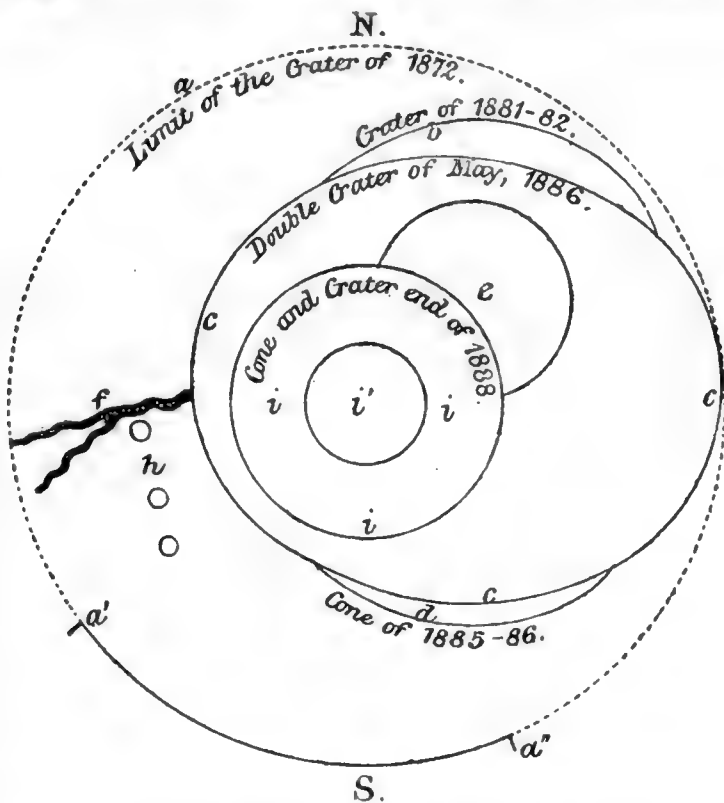 N.
a
Limit of the Crater of 1872.
Crater of 1881-82.
b
Double Crater of May, 1886.
e
c
Cone and Crater end of 1888.
f
i
i'
i
c
h
i
c
d
Cone of 1885-86.
a'
a"
S.